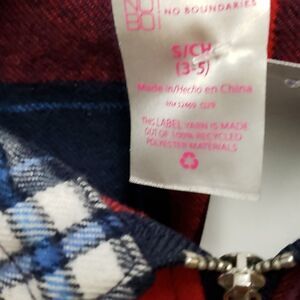 NO
BO
NO BOUNDARIES
S/CH
(3-5)
Made in/Hecho en China
THIS LABEL YARN IS MADE
OUT OF 100% RECYCLED
POLYESTER MATERIALS